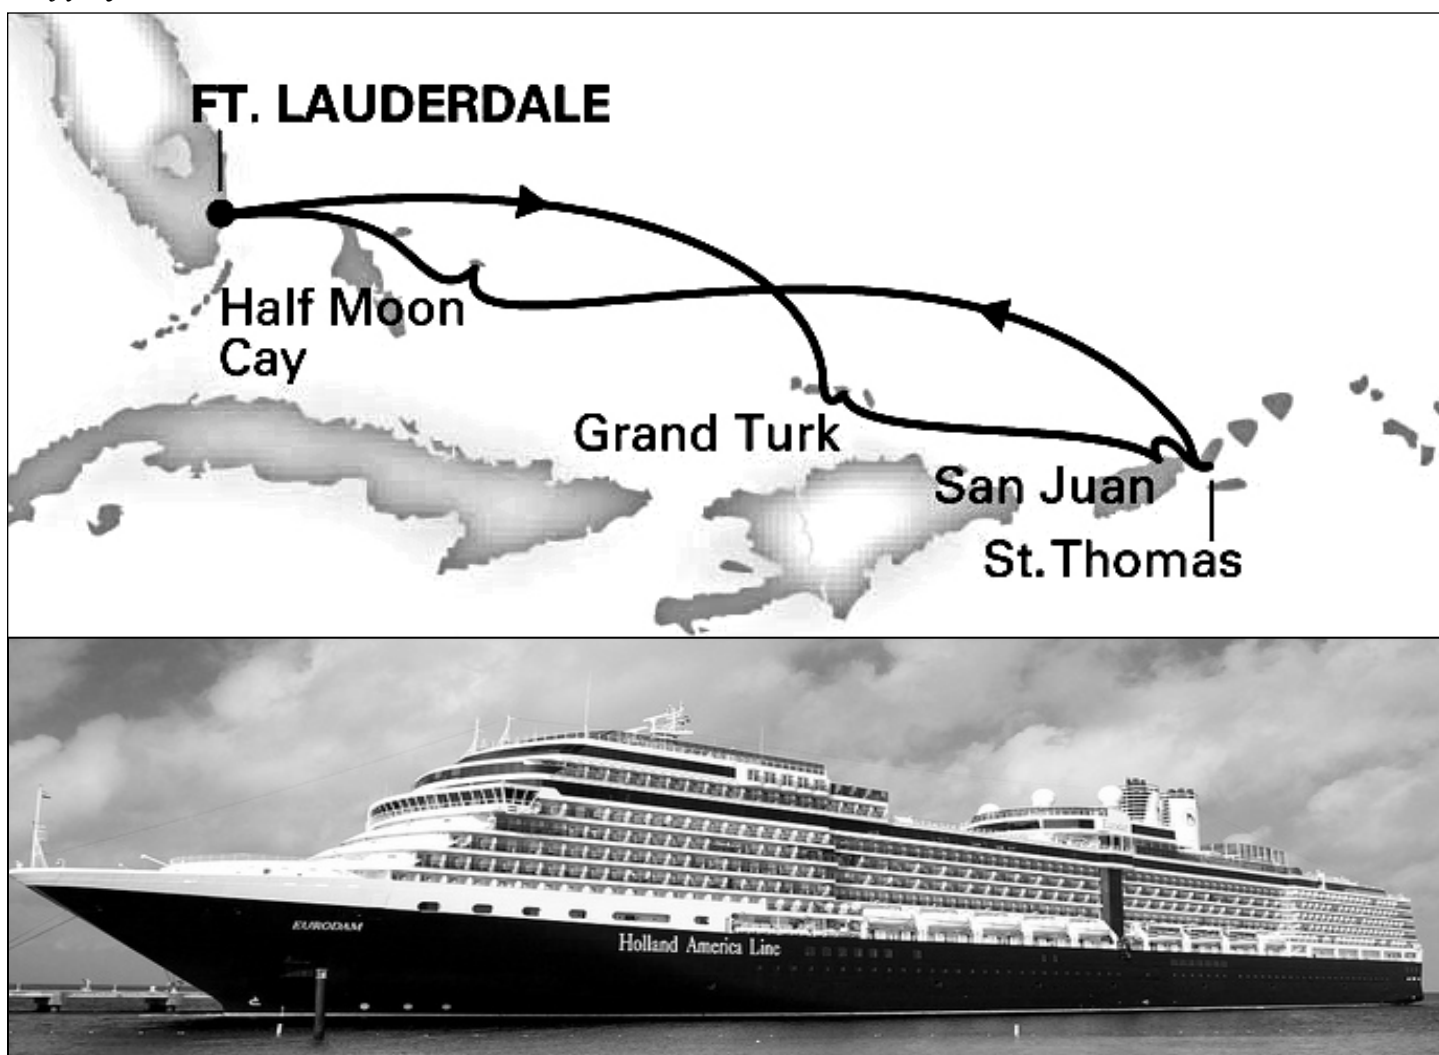 FT. LAUDERDALE
Half Moon
Cay
Grand Turk
San Juan
St. Thomas
EURODAM
Holland America Line